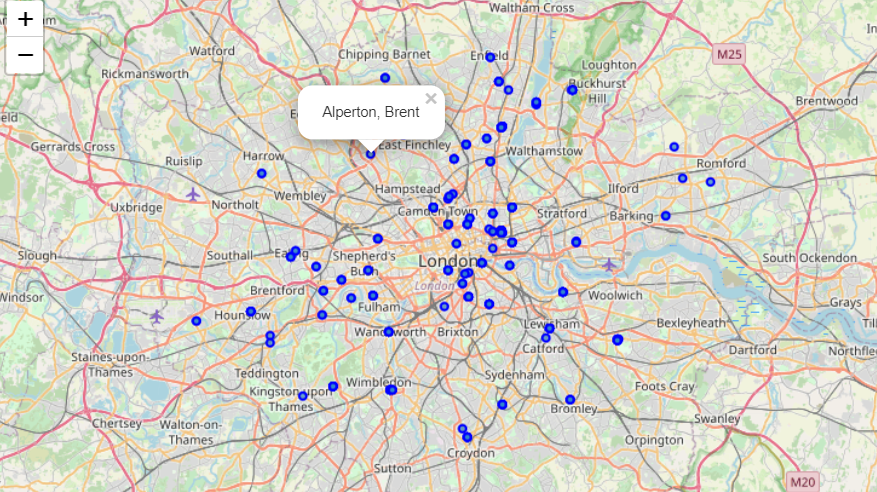 +
−
Waltham Cross
Chipping Barnet
Enfield
Watford
M25
Loughton
Rickmansworth
Buckhurst
Hill
Brentwood
×
Alperton, Brent
East Finchley
Gerrards Cross
Walthamstow
Ruislip
Harrow
Romford
Hampstead
Ilford
Wembley
Uxbridge
Northolt
Camden Town
Stratford
Barking
Slough
Southall
Ealing
Shepherd's
Bush
London
South Ockendon
London
Windsor
Brentford
Woolwich
Grays
Fulham
Hounslow
Wandsworth
Brixton
Lewisham
Bexleyheath
Catford
Dartford
Staines-upon-
Thames
Teddington
Sydenham
Wimbledon
Kingston upon
Thames
Foots Cray
Bromley
Chertsey
Walton-on-
Thames
Swanley
Orpington
Croydon
Sutton
M20